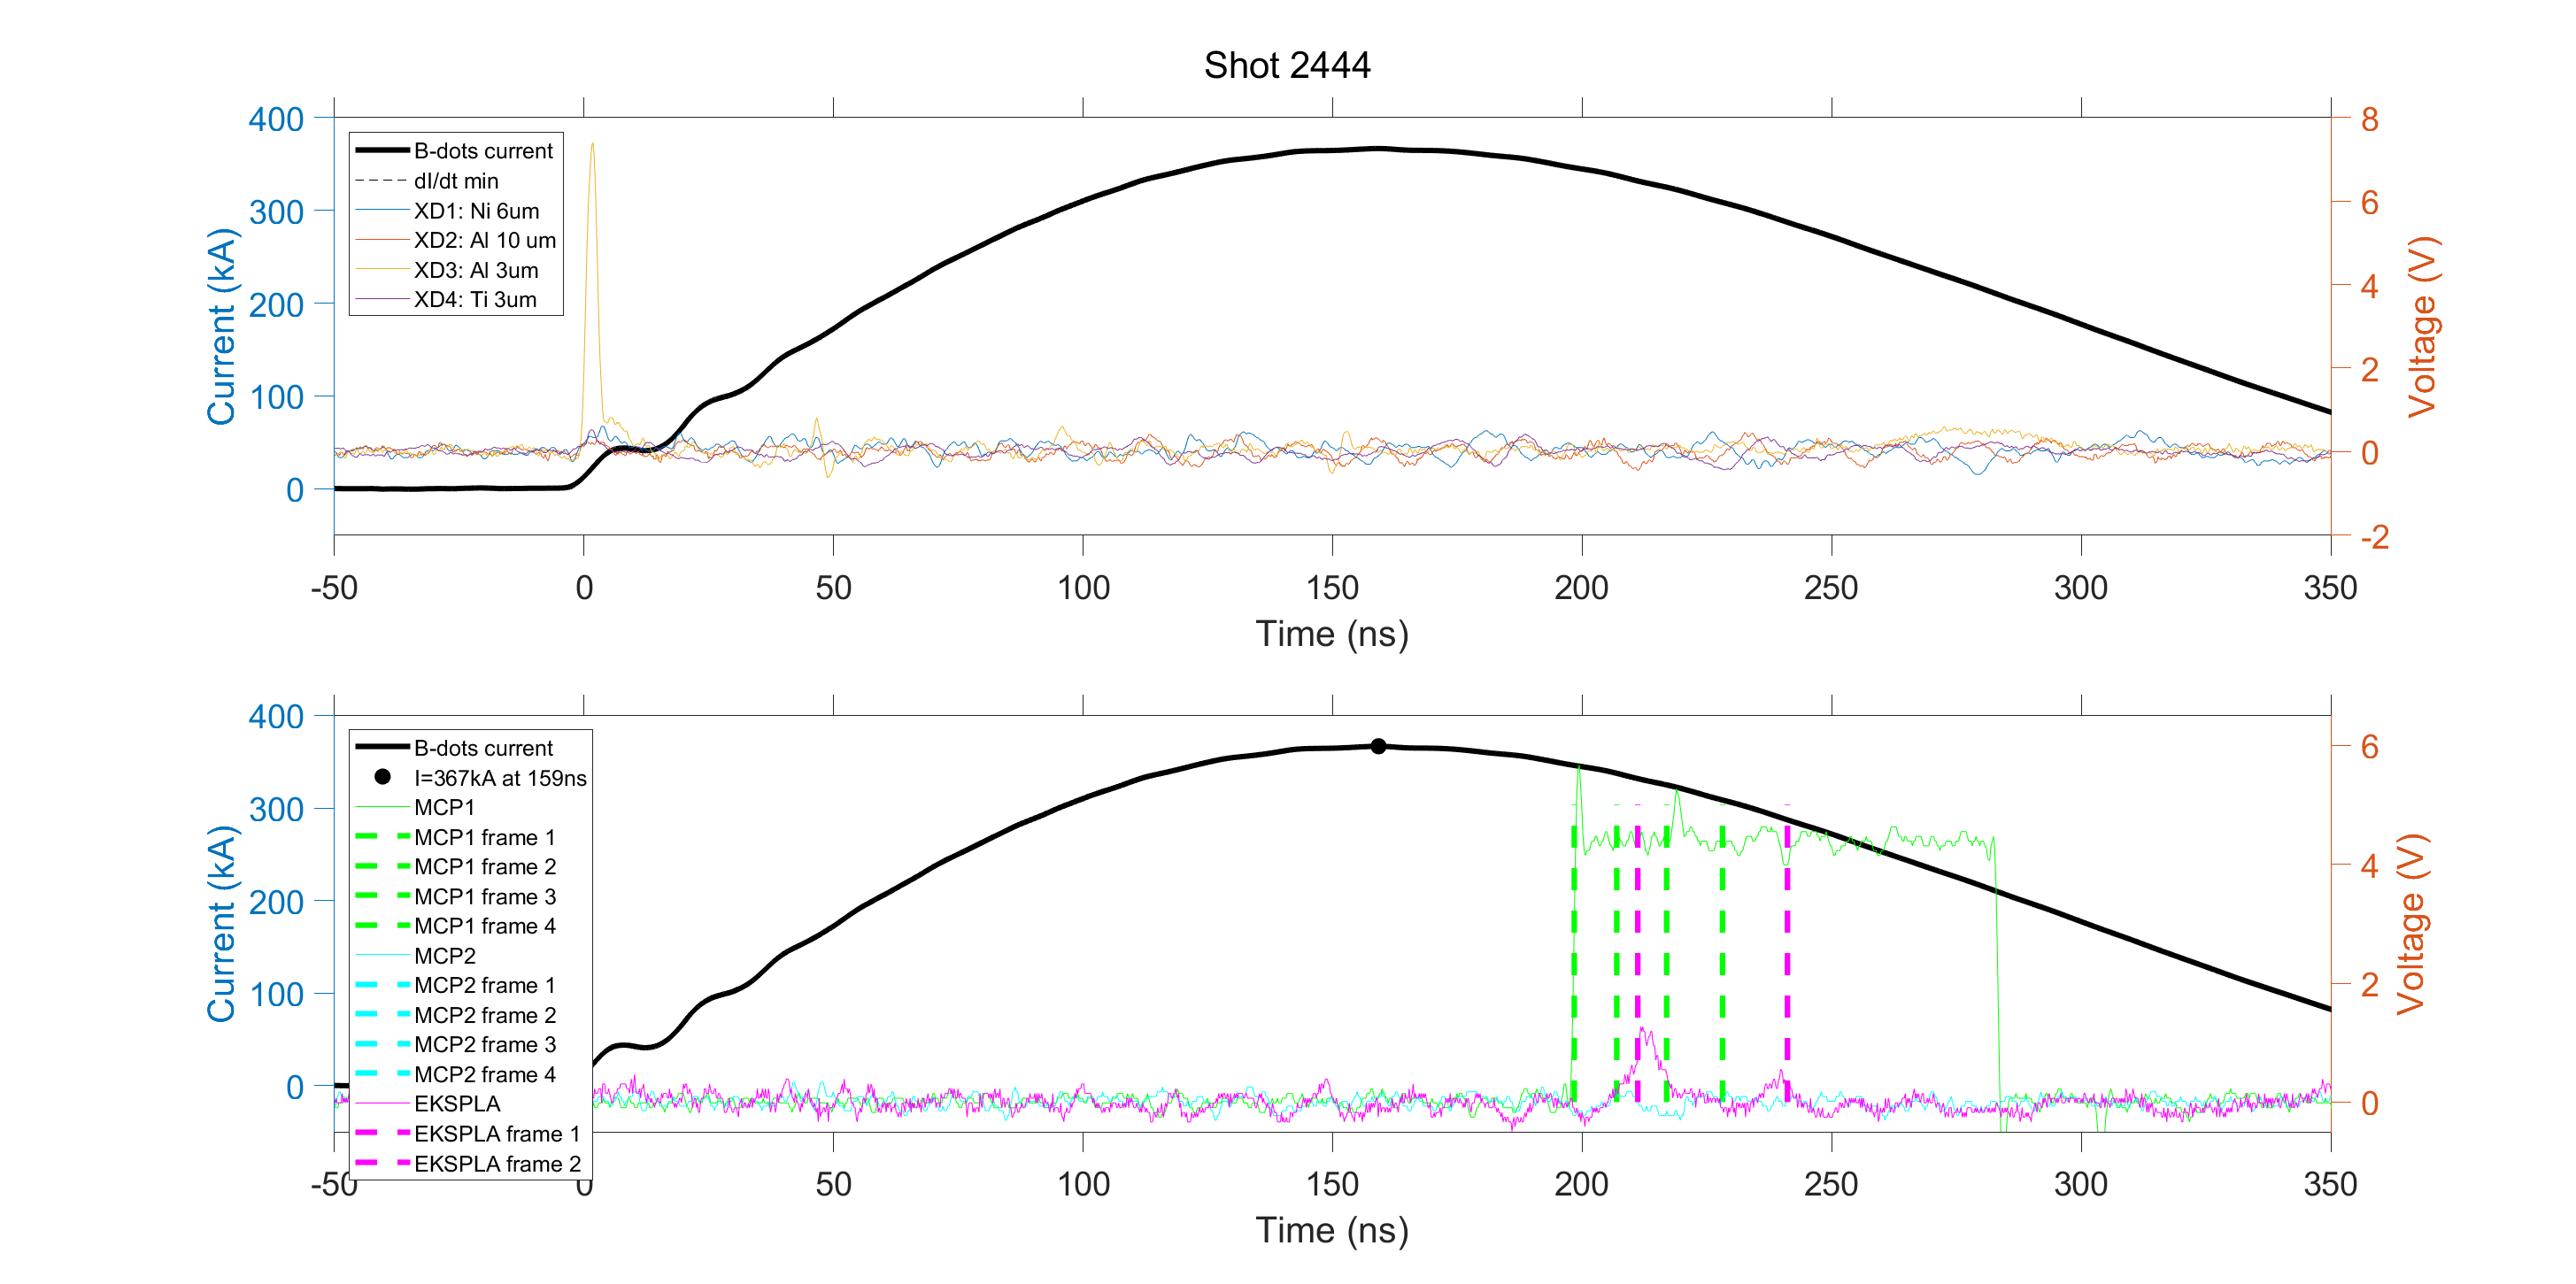 Shot 2444
400
300
200
100
0
Current (kA)
8
6
4
2
0
-2
Voltage (V)
B-dots current
dI/dt min
XD1: Ni 6um
XD2: Al 10 um
XD3: Al 3um
XD4: Ti 3um
-50 0 50 100 150 200 250 300 350
Time (ns)
400
300
200
100
0
Current (kA)
6
4
2
0
Voltage (V)
B-dots current
I=367kA at 159ns
MCP1
MCP1 frame 1
MCP1 frame 2
MCP1 frame 3
MCP1 frame 4
MCP2
MCP2 frame 1
MCP2 frame 2
MCP2 frame 3
MCP2 frame 4
EKSPLA
EKSPLA frame 1
EKSPLA frame 2
-50 0 50 100 150 200 250 300 350
Time (ns)